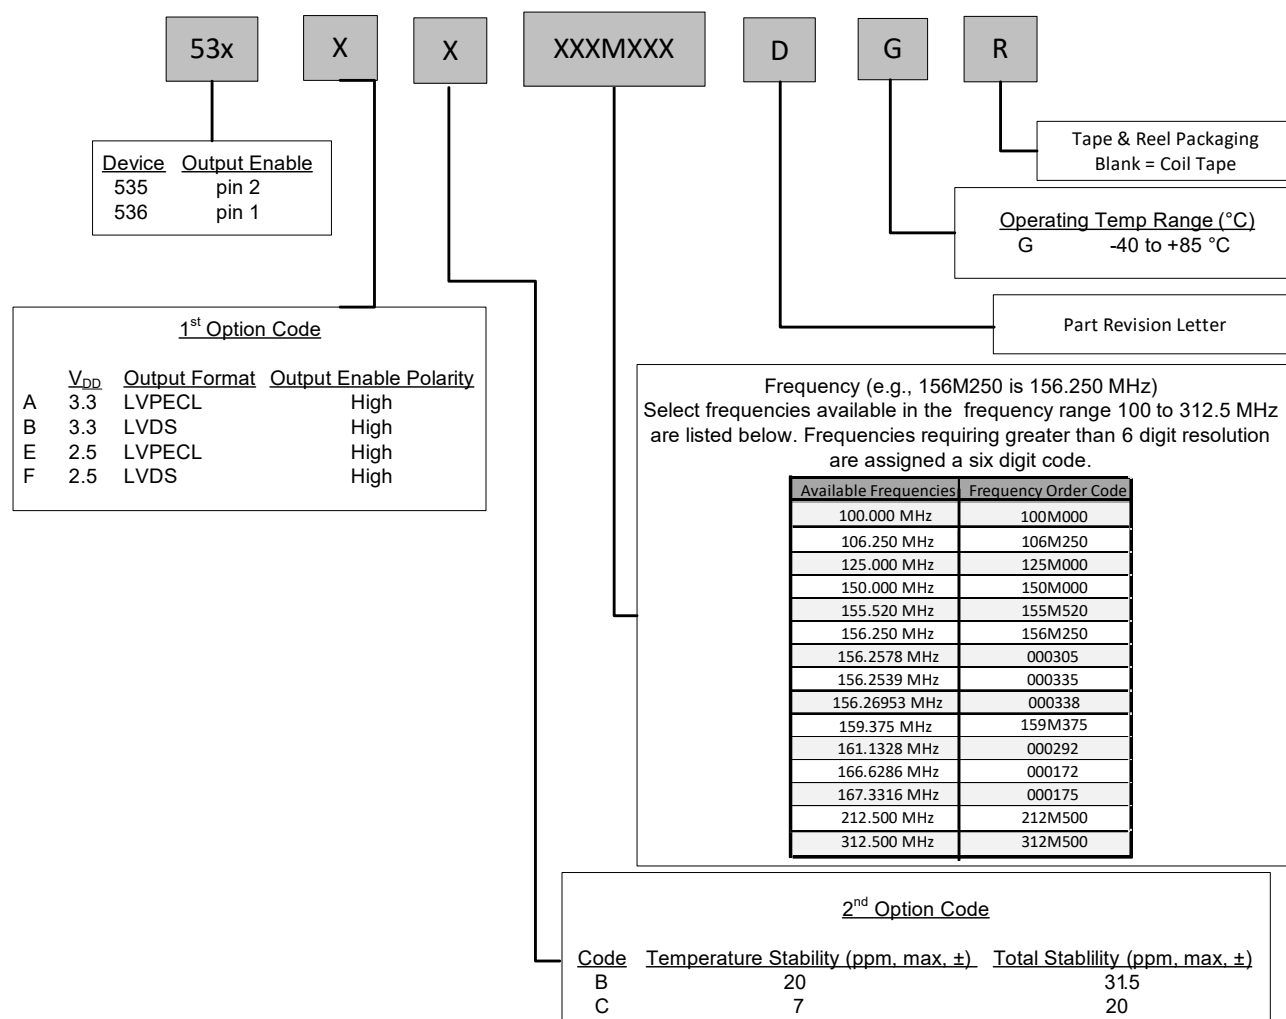 53x X X XXXMXXX D G R
Device Output Enable
535 pin 2
536 pin 1
Tape & Reel Packaging
Blank = Coil Tape
Operating Temp Range (°C)
G -40 to +85 °C
Part Revision Letter
1st Option Code
VDD Output Format Output Enable Polarity
A 3.3 LVPECL High
B 3.3 LVDS High
E 2.5 LVPECL High
F 2.5 LVDS High
Frequency (e.g., 156M250 is 156.250 MHz)
Select frequencies available in the frequency range 100 to 312.5 MHz
are listed below. Frequencies requiring greater than 6 digit resolution
are assigned a six digit code.
Available Frequencies Frequency Order Code
100.000 MHz 100M000
106.250 MHz 106M250
125.000 MHz 125M000
150.000 MHz 150M000
155.520 MHz 155M520
156.250 MHz 156M250
156.2578 MHz 000305
156.2539 MHz 000335
156.26953 MHz 000338
159.375 MHz 159M375
161.1328 MHz 000292
166.6286 MHz 000172
167.3316 MHz 000175
212.500 MHz 212M500
312.500 MHz 312M500
2nd Option Code
Code Temperature Stability (ppm, max, ±) Total Stablility (ppm, max, ±)
B 20 31.5
C 7 20